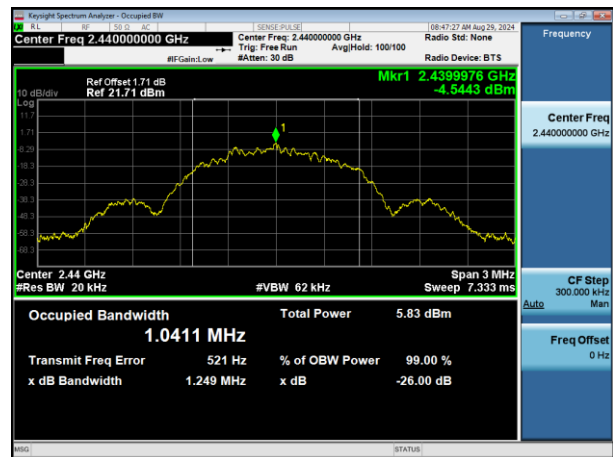 Keysight Spectrum Analyzer - Occupied BW
RL RF 50 Ω AC SENSE:PULSE 08:47:27 AM Aug 29, 2024
Center Freq 2.440000000 GHz Center Freq: 2.440000000 GHz Radio Std: None Frequency
Trig: Free Run Avg|Hold: 100/100
#IFGain:Low #Atten: 30 dB Radio Device: BTS
Mkr1 2.4399976 GHz
Ref Offset 1.71 dB
10 dB/div Ref 21.71 dBm -4.5443 dBm
Log
11.7
1.71
-8.29
-18.3
-28.3
-38.3
-48.3
-58.3
-68.3
1
Center Freq
2.440000000 GHz
Center 2.44 GHz Span 3 MHz
#Res BW 20 kHz #VBW 62 kHz Sweep 7.333 ms
CF Step
300.000 kHz
Auto Man
Occupied Bandwidth Total Power 5.83 dBm
1.0411 MHz
Freq Offset
0 Hz
Transmit Freq Error 521 Hz % of OBW Power 99.00 %
x dB Bandwidth 1.249 MHz x dB -26.00 dB
MSG STATUS